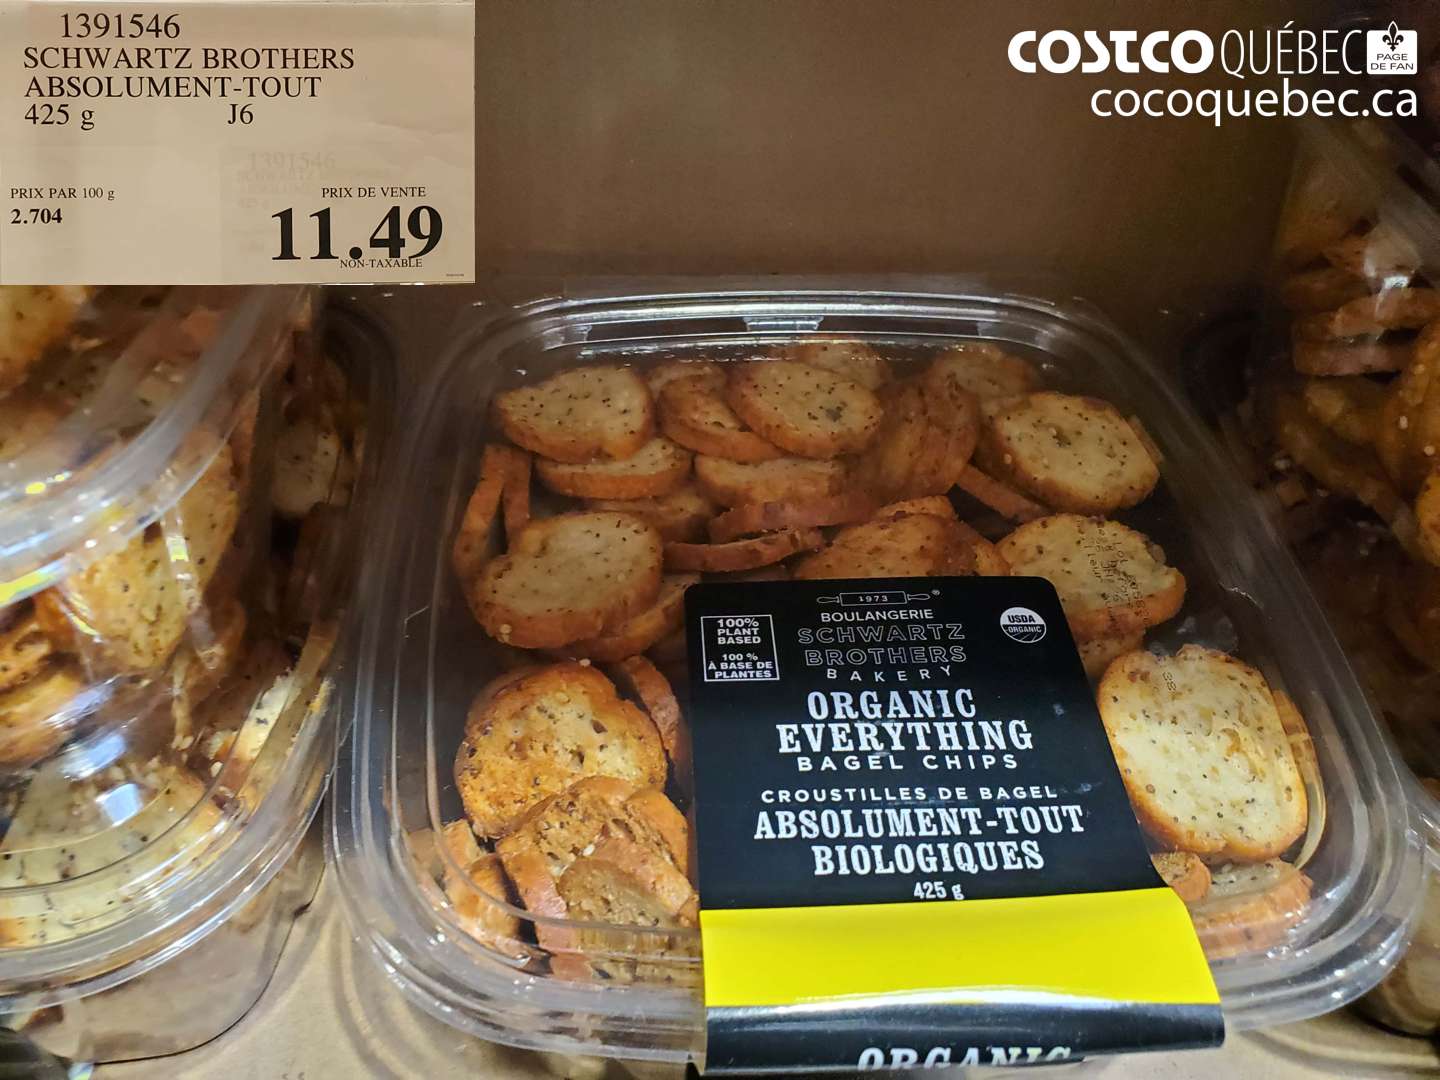 1391546
SCHWARTZ BROTHERS
ABSOLUMENT-TOUT
425 g J6
PRIX PAR 100 g
2.704
PRIX DE VENTE
11.49
NON-TAXABLE
COSTCO QUÉBEC
PAGE
DE FAN
cocoquebec.ca
1973
BOULANGERIE
SCHWARTZ
BROTHERS
BAKERY
®
100%
PLANT
BASED
100 %
À BASE DE
PLANTES
USDA
ORGANIC
ORGANIC
EVERYTHING
BAGEL CHIPS
CROUSTILLES DE BAGEL
ABSOLUMENT-TOUT
BIOLOGIQUES
425 g
ORGANIC